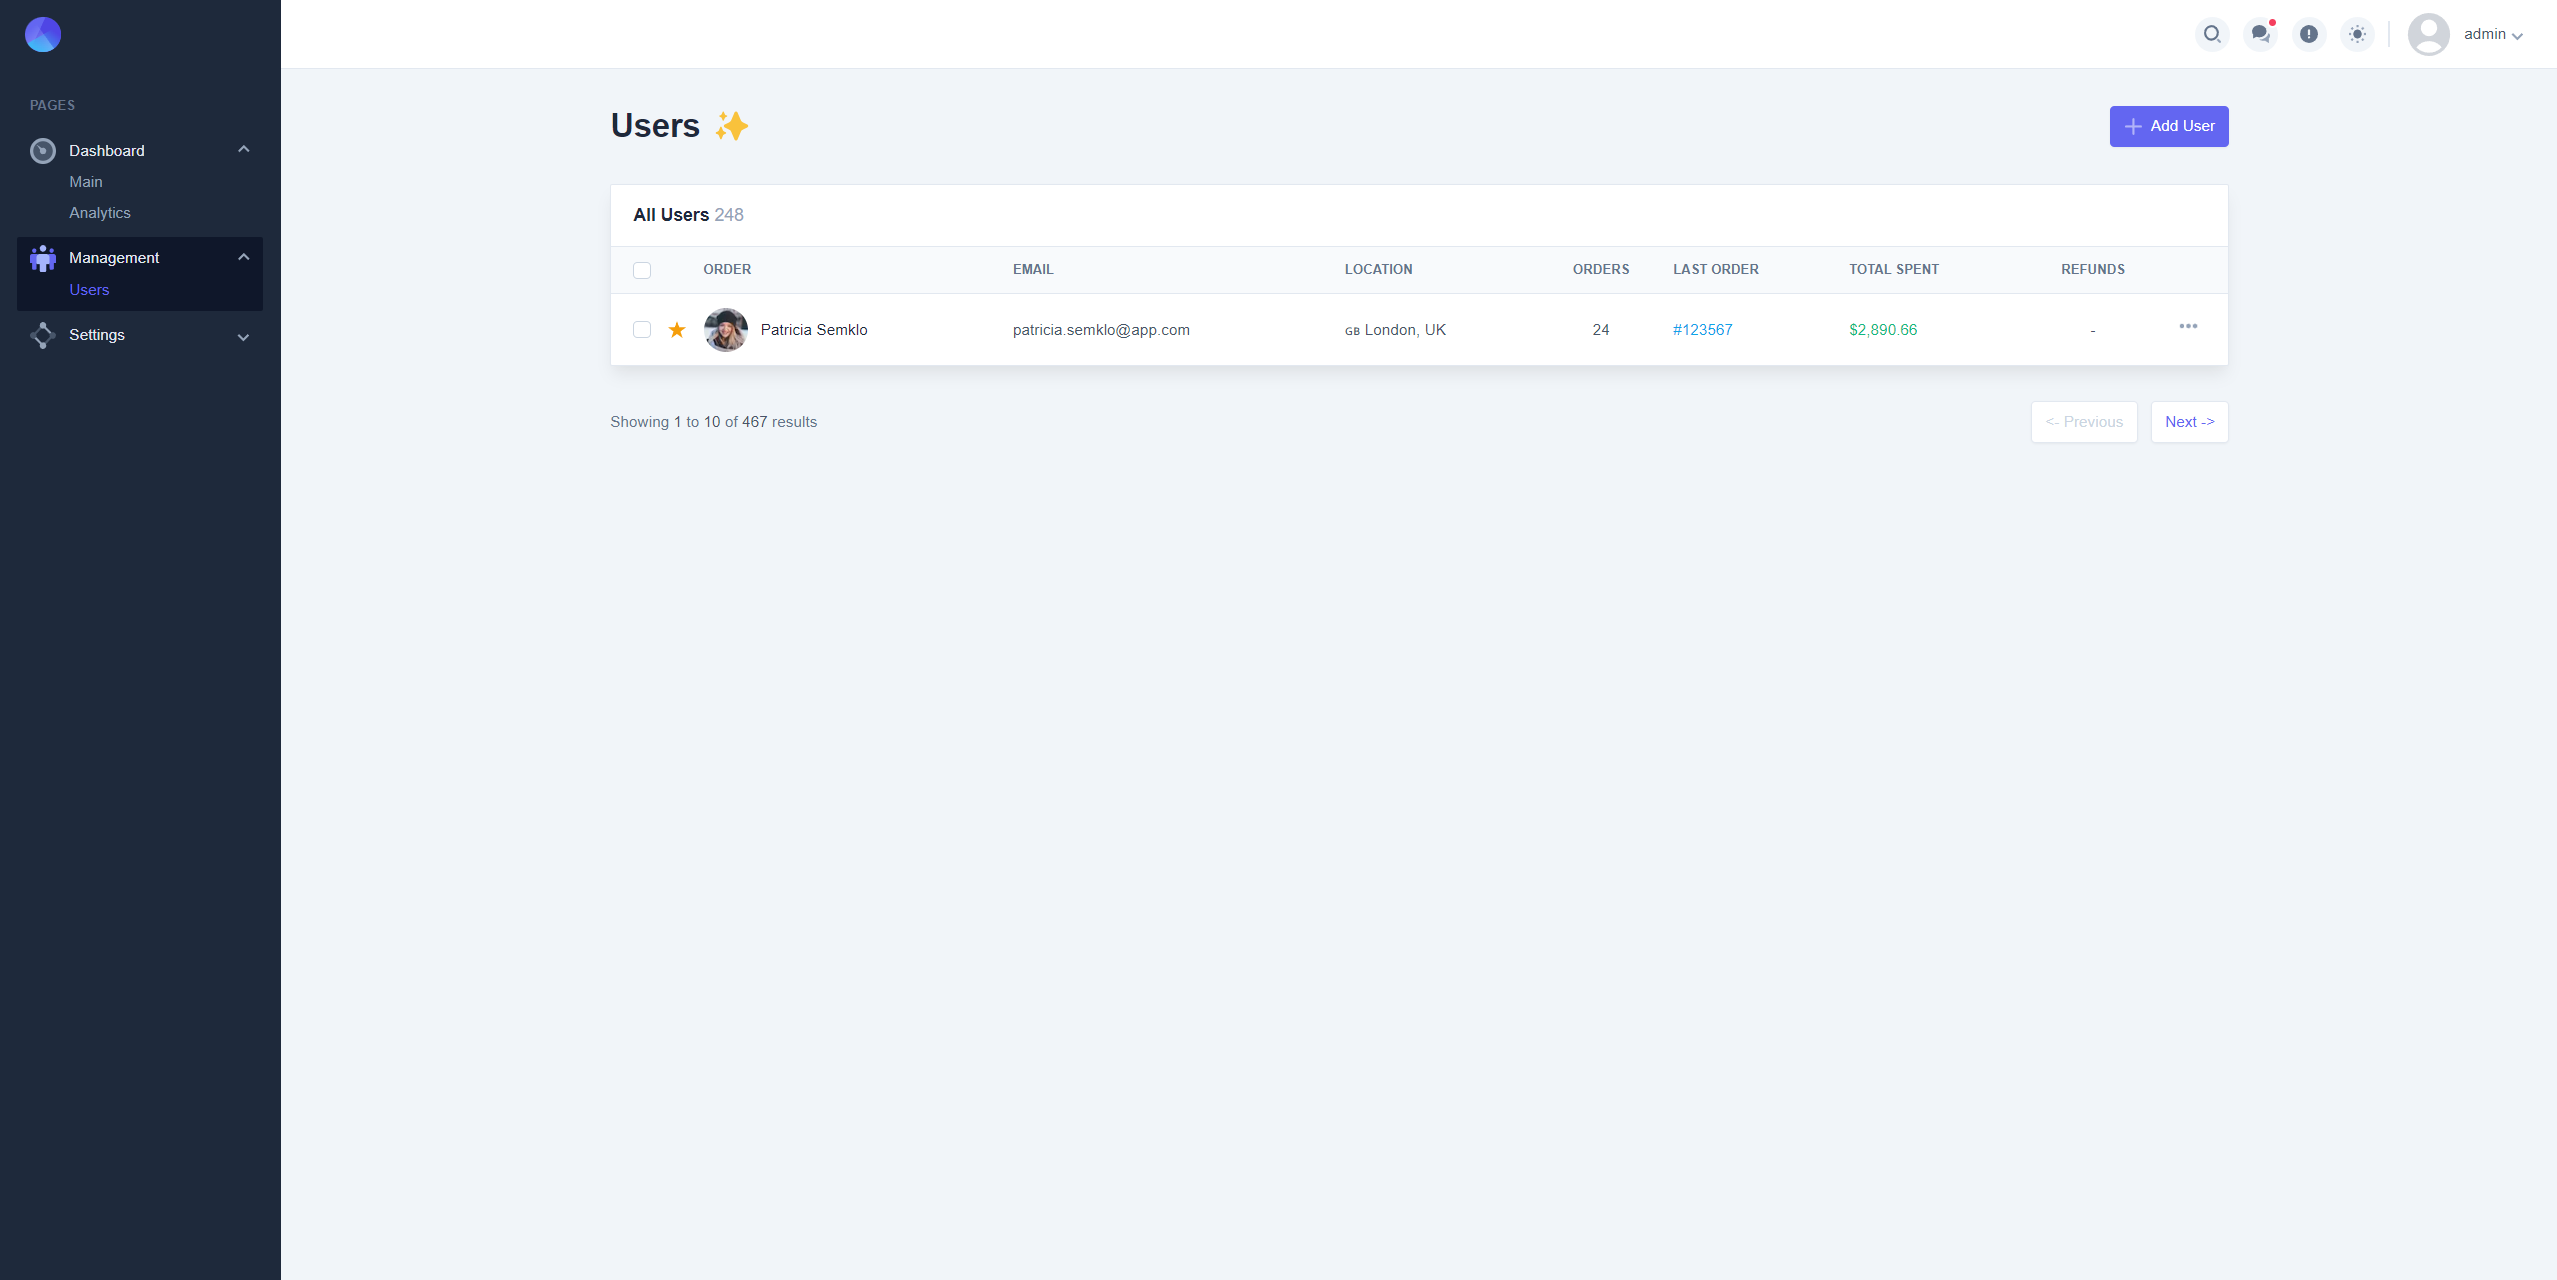 admin
PAGES
Dashboard
Main
Analytics
Management
Users
Settings
Users ✨
Add User
All Users 248
ORDER EMAIL LOCATION ORDERS LAST ORDER TOTAL SPENT REFUNDS
Patricia Semklo patricia.semklo@app.com GB London, UK 24 #123567 $2,890.66 -
Showing 1 to 10 of 467 results
<- Previous Next ->